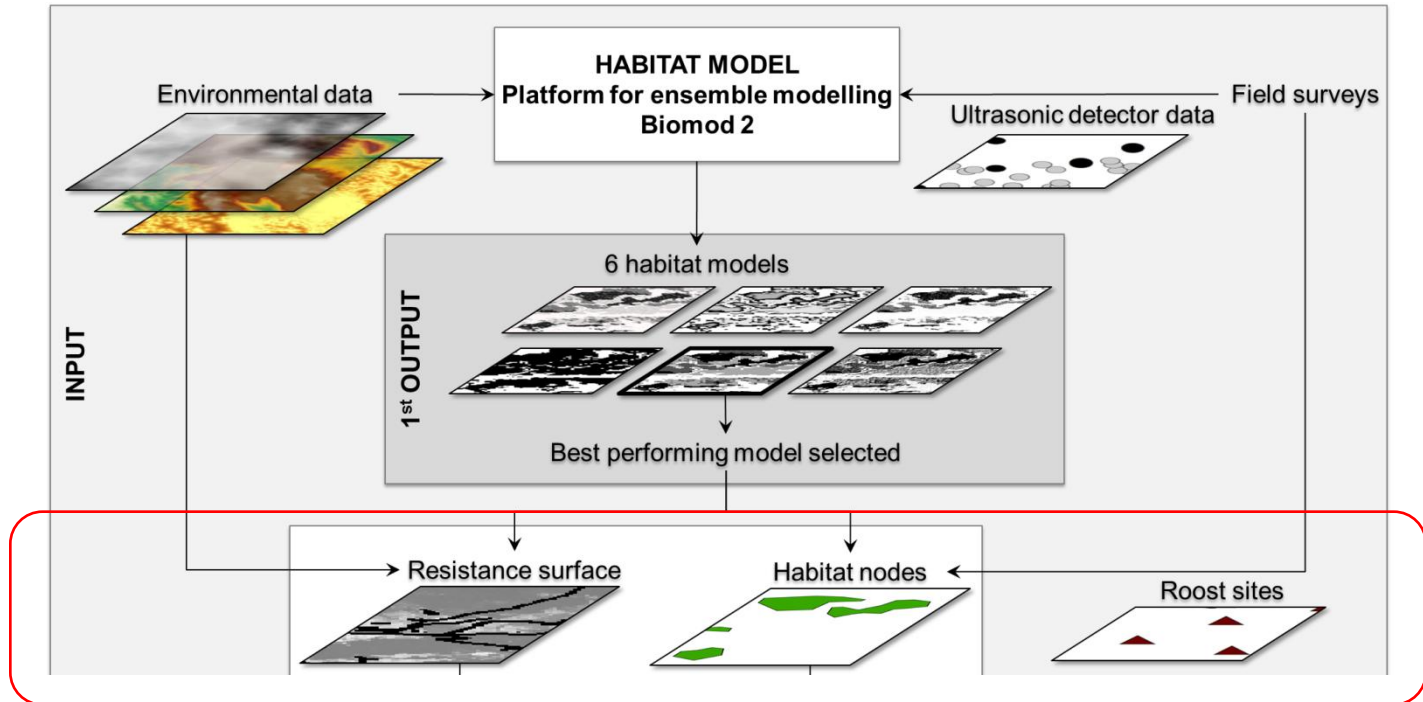 HABITAT MODEL
Platform for ensemble modelling
Biomod 2
Environmental data
Field surveys
Ultrasonic detector data
INPUT
1st OUTPUT
6 habitat models
Best performing model selected
Resistance surface
Habitat nodes
Roost sites